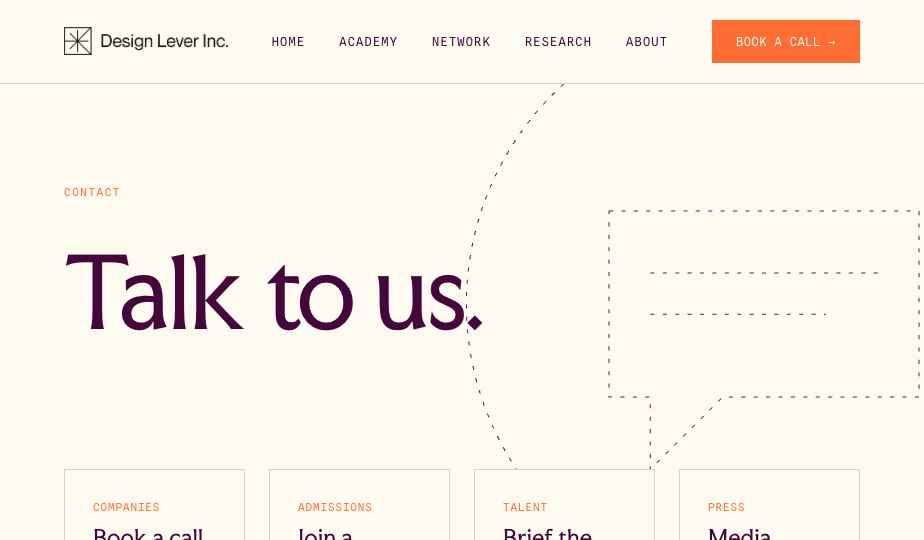 Design Lever Inc.
HOME ACADEMY NETWORK RESEARCH ABOUT BOOK A CALL →
CONTACT
Talk to us.
COMPANIES ADMISSIONS TALENT PRESS
Book a call Join a Brief the Media